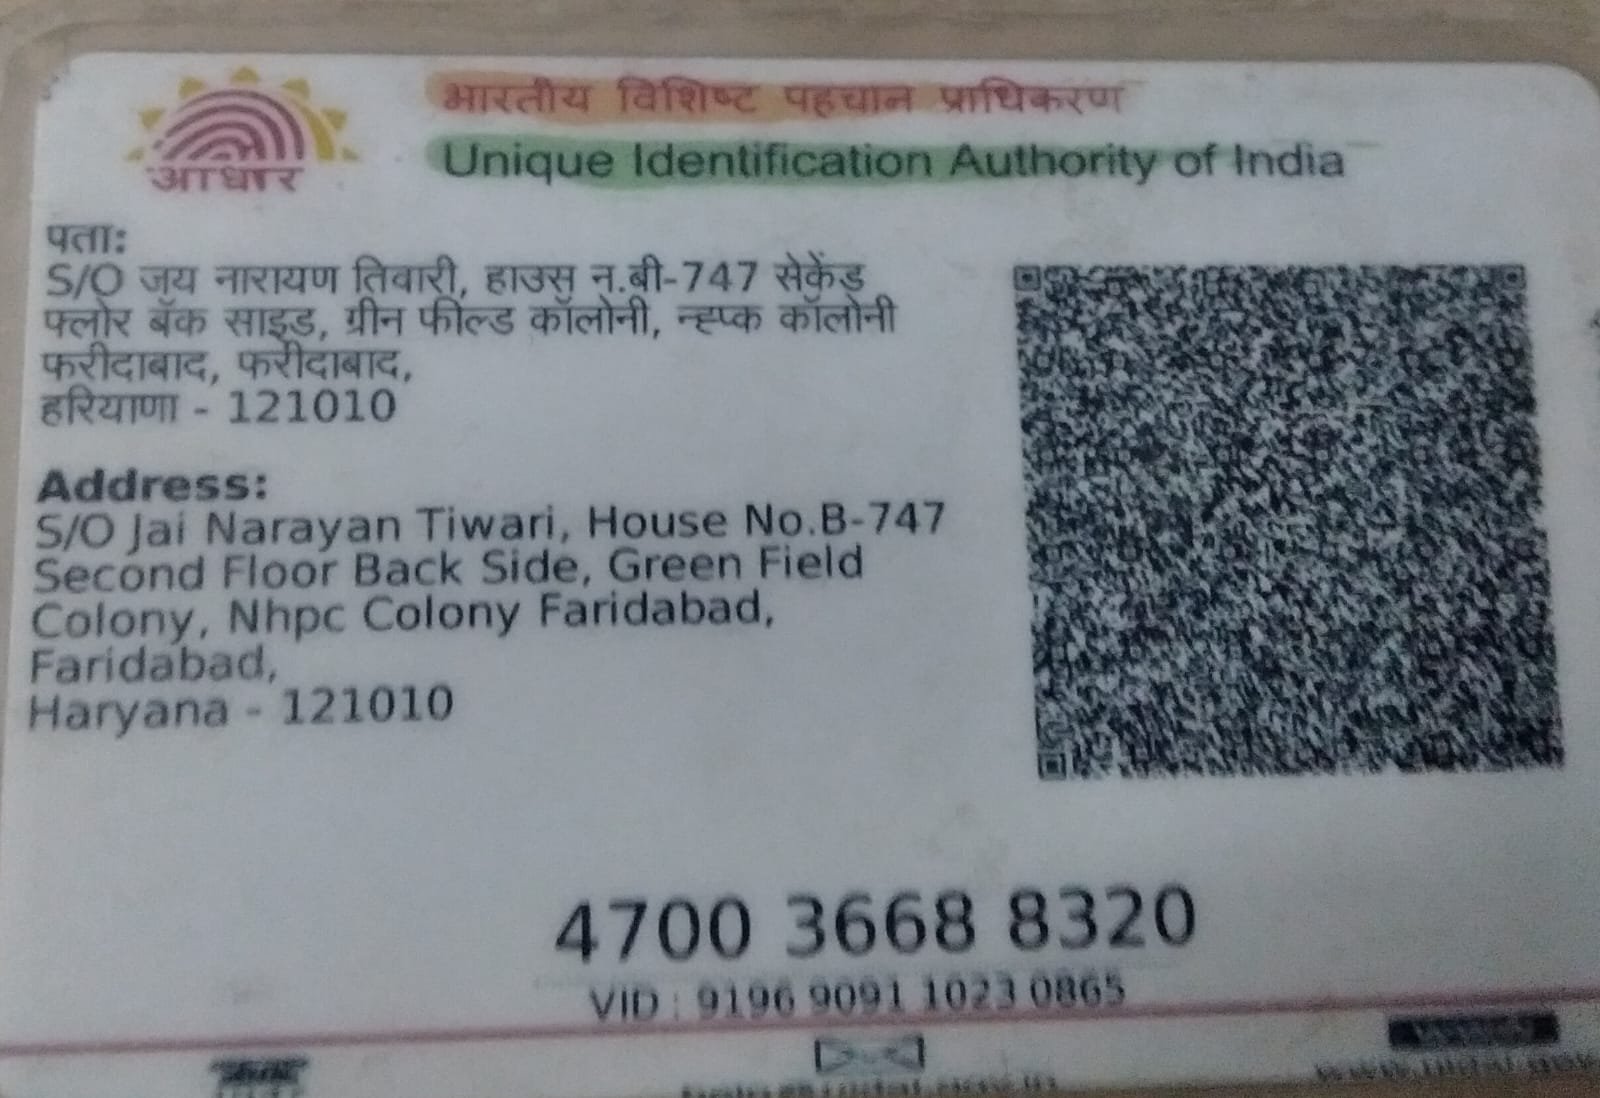 आधार
भारतीय विशिष्ट पहचान प्राधिकरण
Unique Identification Authority of India
पता:
S/O जय नारायण तिवारी, हाउस न.बी-747 सेकेंड
फ्लोर बॅक साइड, ग्रीन फील्ड कॉलोनी, न्ह्प्क कॉलोनी
फरीदाबाद, फरीदाबाद,
हरियाणा - 121010
Address:
S/O Jai Narayan Tiwari, House No.B-747
Second Floor Back Side, Green Field
Colony, Nhpc Colony Faridabad,
Faridabad,
Haryana - 121010
4700 3668 8320
VID : 9196 9091 1023 0865